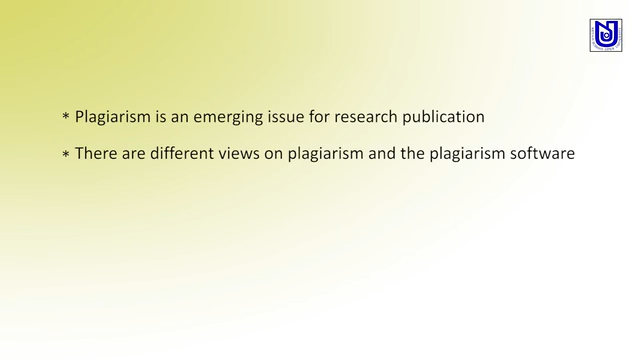 * Plagiarism is an emerging issue for research publication
* There are different views on plagiarism and the plagiarism software